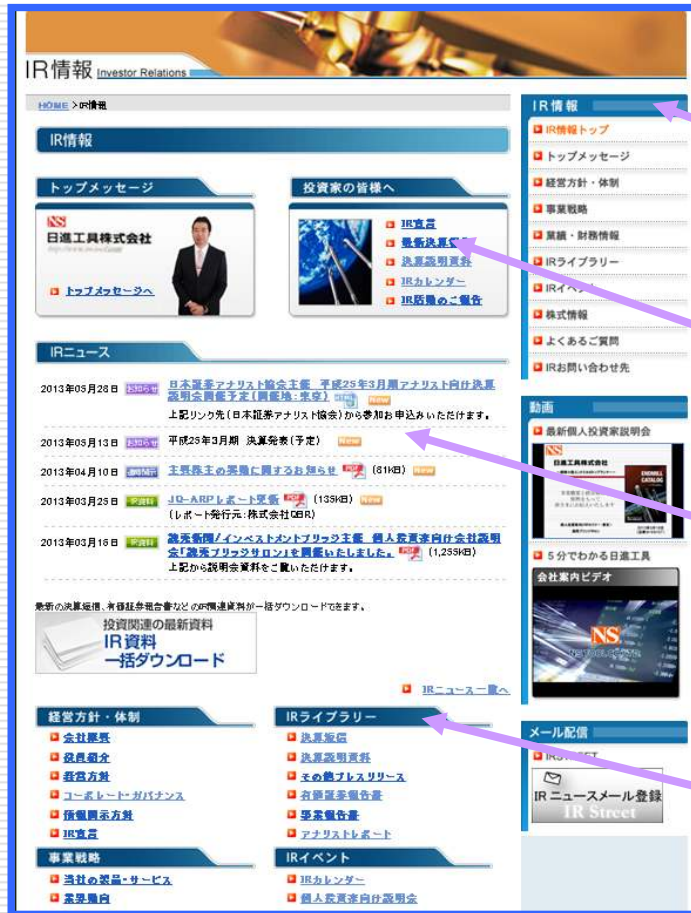 IR情報 Investor Relations
HOME > IR情報
IR情報
トップメッセージ
NS
日進工具株式会社
トップメッセージへ
投資家の皆様へ
IR宣言
決算説明資料
IRカレンダー
IR活動のご報告
IRニュース
2013年05月28日 お知らせ 日本証券アナリスト協会主催 平成25年3月期アナリスト向け決算
説明会開催予定(開催地:東京) New
上記リンク先(日本証券アナリスト協会)から参加お申込みいただけます。
2013年05月13日 お知らせ 平成25年3月期 決算発表(予定) New
2013年04月10日 適時開示 主要株主の異動に関するお知らせ PDF (81KB) New
2013年03月25日 IR資料 JQ-ARPレポート更新 PDF (135KB) New
(レポート発行元:株式会社QBR)
2013年03月16日 IR資料 読売新聞/インベストメントブリッジ主催 個人投資家向け会社説明
会「読売ブリッジサロン」を開催いたしました。 PDF (1,255KB)
上記から説明会資料をご覧いただけます。
最新の決算短信、有価証券報告書などのIR関連資料が一括ダウンロードできます。
投資関連の最新資料
IR資料
一括ダウンロード
IRニュース一覧へ
経営方針・体制
会社概要
役員紹介
経営方針
コーポレート・ガバナンス
情報開示方針
IR宣言
IRライブラリー
決算短信
決算説明資料
その他プレスリリース
有価証券報告書
事業報告書
アナリストレポート
事業戦略
当社の製品・サービス
業界動向
IRイベント
IRカレンダー
個人投資家向け説明会
IR情報
IR情報トップ
トップメッセージ
経営方針・体制
事業戦略
業績・財務情報
IRライブラリー
株式情報
よくあるご質問
IRお問い合わせ先
動画
最新個人投資家説明会
NS
日進工具株式会社
ENDMILL
CATALOG
5分でわかる日進工具
会社案内ビデオ
NS
メール配信
IR STREET
IRニュースメール登録
IR Street